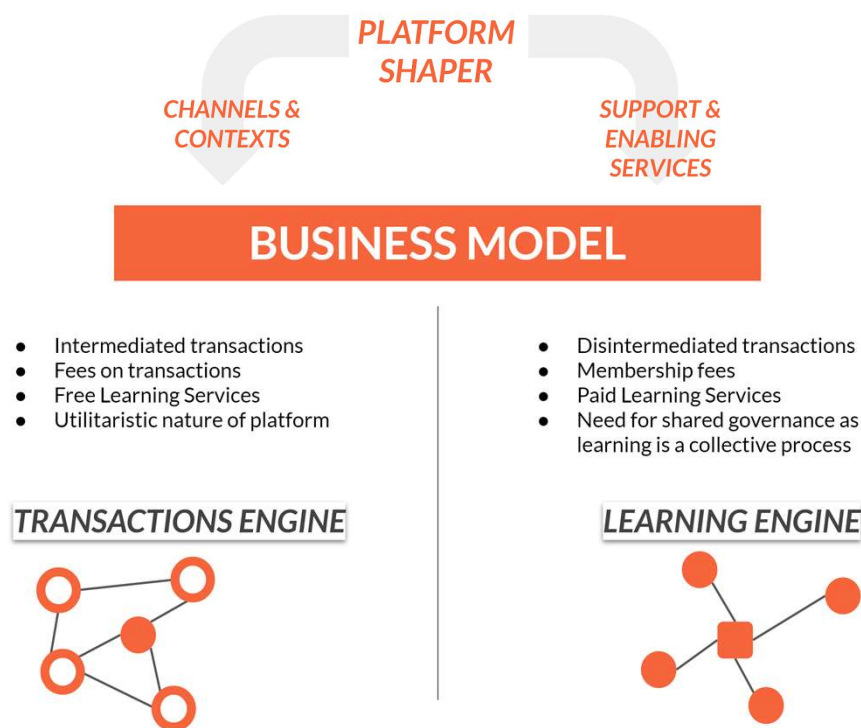 PLATFORM
SHAPER
CHANNELS &
CONTEXTS
SUPPORT &
ENABLING
SERVICES
BUSINESS MODEL
● Intermediated transactions
● Fees on transactions
● Free Learning Services
● Utilitaristic nature of platform
● Disintermediated transactions
● Membership fees
● Paid Learning Services
● Need for shared governance as
learning is a collective process
TRANSACTIONS ENGINE
LEARNING ENGINE